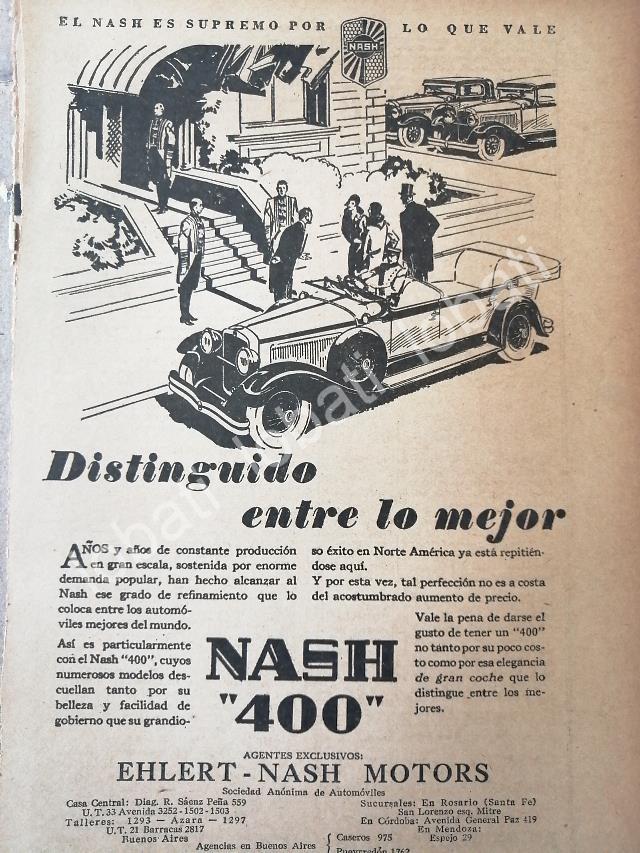 EL NASH ES SUPREMO POR LO QUE VALE
NASH
Distinguido
entre lo mejor
AÑOS y años de constante producción
en gran escala, sostenida por enorme
demanda popular, han hecho alcanzar al
Nash ese grado de refinamiento que lo
coloca entre los automó-
viles mejores del mundo.
Así es particularmente
con el Nash "400", cuyos
numerosos modelos des-
cuellan tanto por su
belleza y facilidad de
gobierno que su grandio-
so éxito en Norte América ya está repitién-
dose aquí.
Y por esta vez, tal perfección no es a costa
del acostumbrado aumento de precio.
Vale la pena de darse el
gusto de tener un "400"
no tanto por su poco cos-
to como por esa elegancia
de gran coche que lo
distingue entre los me-
jores.
NASH
"400"
AGENTES EXCLUSIVOS:
EHLERT - NASH MOTORS
Sociedad Anónima de Automóviles
Casa Central: Diag. R. Sáenz Peña 559
U.T. 33 Avenida 3252 - 1502 - 1503
Talleres: 1293 — Azara — 1297
U.T. 21 Barracas 2817
Buenos Aires
Sucursales: En Rosario (Santa Fe)
San Lorenzo esq. Mitre
En Córdoba: Avenida General Paz 419
En Mendoza:
Espejo 29
Agencias en Buenos Aires { Caseros 975
Pueyrredón 1762